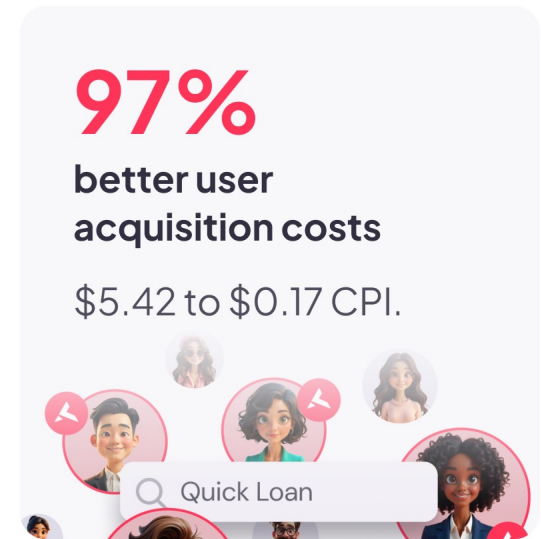 97%
better user
acquisition costs
$5.42 to $0.17 CPI.
Quick Loan